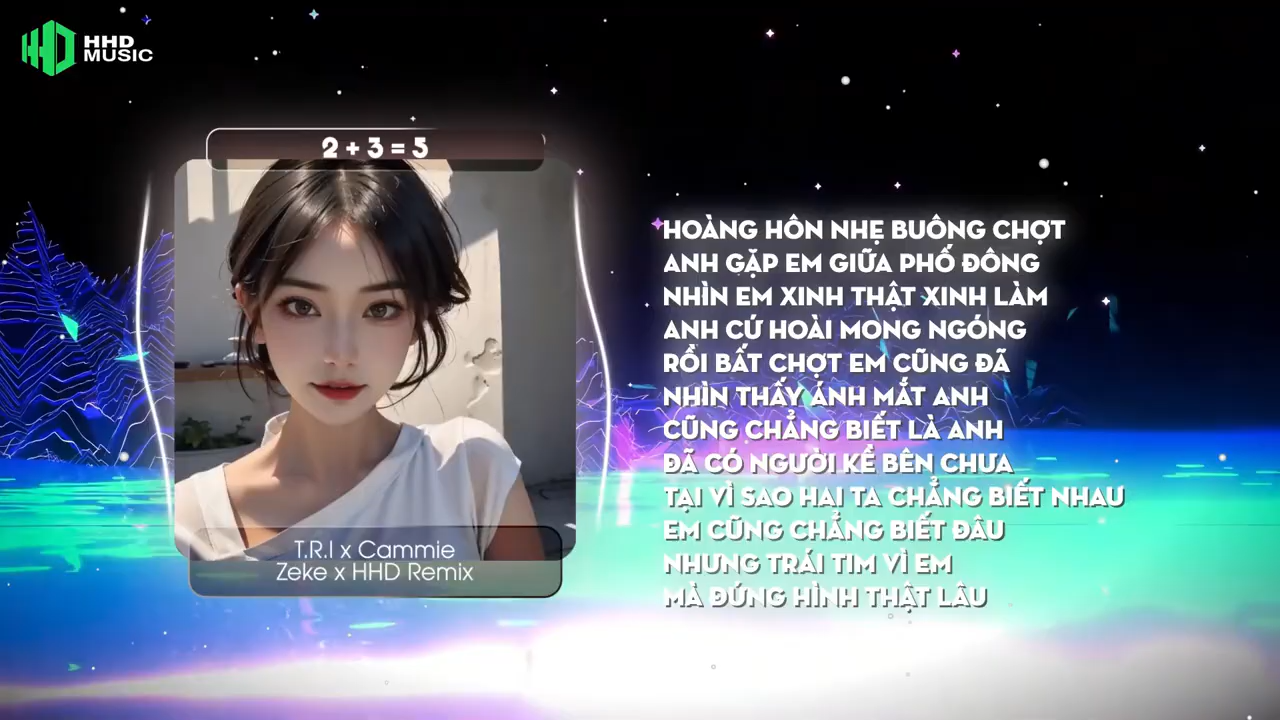 HHD
MUSIC
2 + 3 = 5
T.R.I x Cammie
Zeke x HHD Remix
HOÀNG HÔN NHẸ BUÔNG CHỢT
ANH GẶP EM GIỮA PHỐ ĐÔNG
NHÌN EM XINH THẬT XINH LÀM
ANH CỨ HOÀI MONG NGÓNG
RỒI BẤT CHỢT EM CŨNG ĐÃ
NHÌN THẤY ÁNH MẮT ANH
CŨNG CHẲNG BIẾT LÀ ANH
ĐÃ CÓ NGƯỜI KỀ BÊN CHƯA
TẠI VÌ SAO HAI TA CHẲNG BIẾT NHAU
EM CŨNG CHẲNG BIẾT ĐÂU
NHƯNG TRÁI TIM VÌ EM
MÀ ĐỨNG HÌNH THẬT LÂU